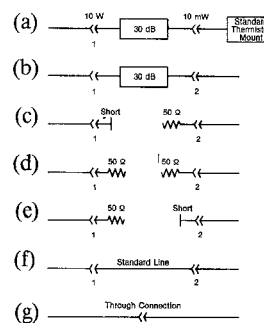 (a) 10 W 30 dB 10 mW Standard
Thermistor
Mount
1
(b) 30 dB
1 2
(c) Short 50 Ω
1 2
(d) 50 Ω 50 Ω
1 2
(e) 50 Ω Short
1 2
(f) Standard Line
1 2
(g) Through Connection